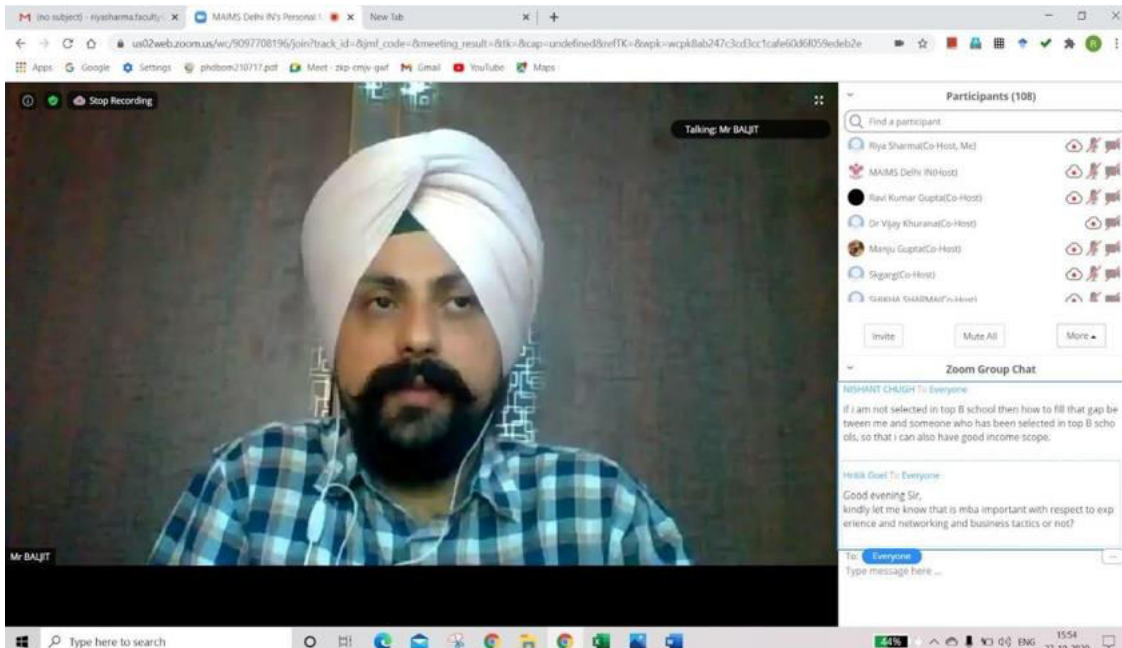 (no subject) - riyasharma.faculty
MAIMS Delhi IN's Personal
New Tab
us02web.zoom.us/wc/9097708196/join?track_id=&jmf_code=&meeting_result=&tk=&cap=undefined&refTK=&wpk=
Apps Google Settings phdbom210717.pdf Meet - zkp-cmjv-gwf Gmail YouTube Maps
Stop Recording
Talking: Mr BALJIT
Participants (108)
Find a participant
Riya Sharma(Co-Host, Me)
MAIMS Delhi IN(Host)
Ravi Kumar Gupta(Co-Host)
Dr Vijay Khurana(Co-Host)
Manju Gupta(Co-Host)
Skgarg(Co-Host)
SHIKHA SHARMA(Co-Host)
Invite Mute All More
Zoom Group Chat
NISHANT CHUGH To Everyone
if i am not selected in top B school then how to fill that gap be
tween me and someone who has been selected in top B scho
ols, so that i can also have good income scope.
Hritik Goel To Everyone
Good evening Sir,
kindly let me know that is mba important with respect to exp
erience and networking and business tactics or not?
Mr BALJIT
To: Everyone
Type message here ...
Type here to search
44%
ENG
15:54